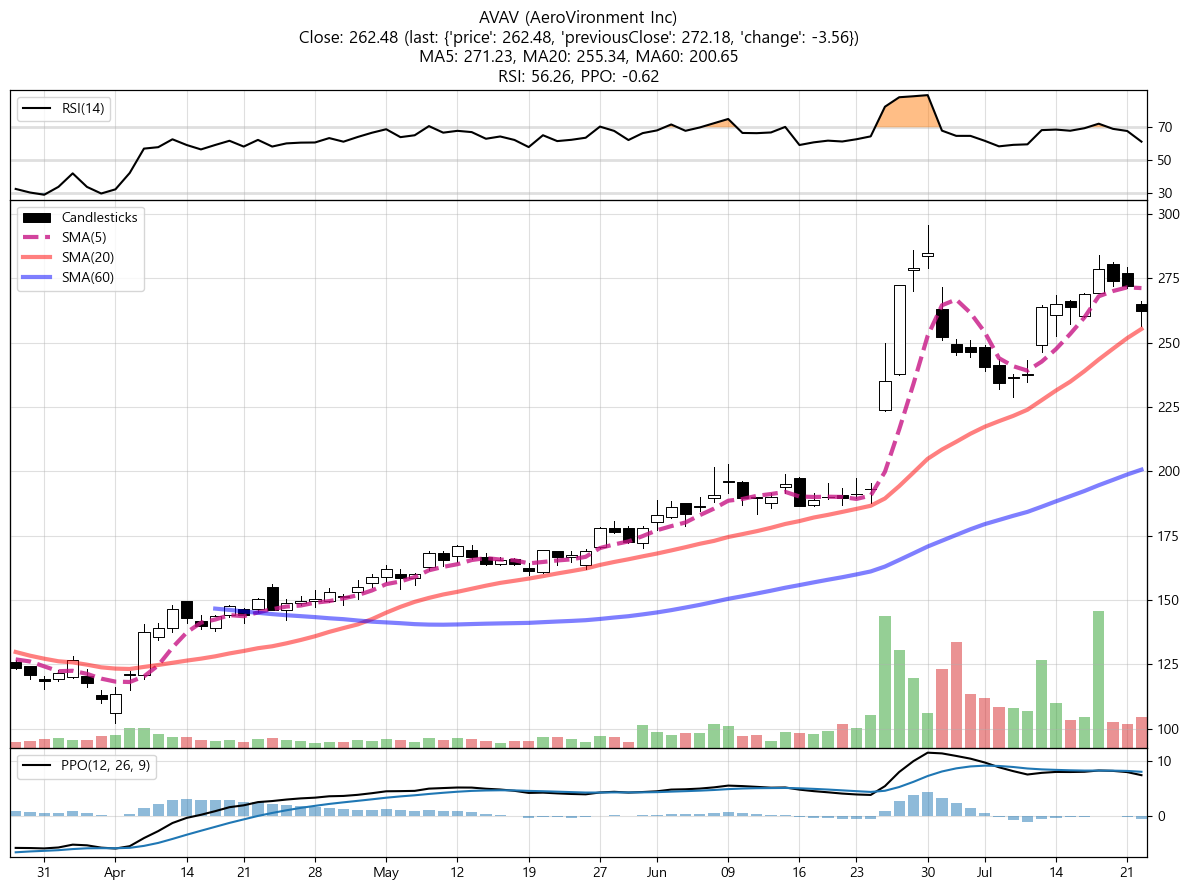 AVAV (AeroVironment Inc)
Close: 262.48 (last: {'price': 262.48, 'previousClose': 272.18, 'change': -3.56})
MA5: 271.23, MA20: 255.34, MA60: 200.65
RSI: 56.26, PPO: -0.62
RSI(14)
70
50
30
Candlesticks
SMA(5)
SMA(20)
SMA(60)
300
275
250
225
200
175
150
125
100
PPO(12, 26, 9)
10
0
31 Apr 14 21 28 May 12 19 27 Jun 09 16 23 30 Jul 14 21